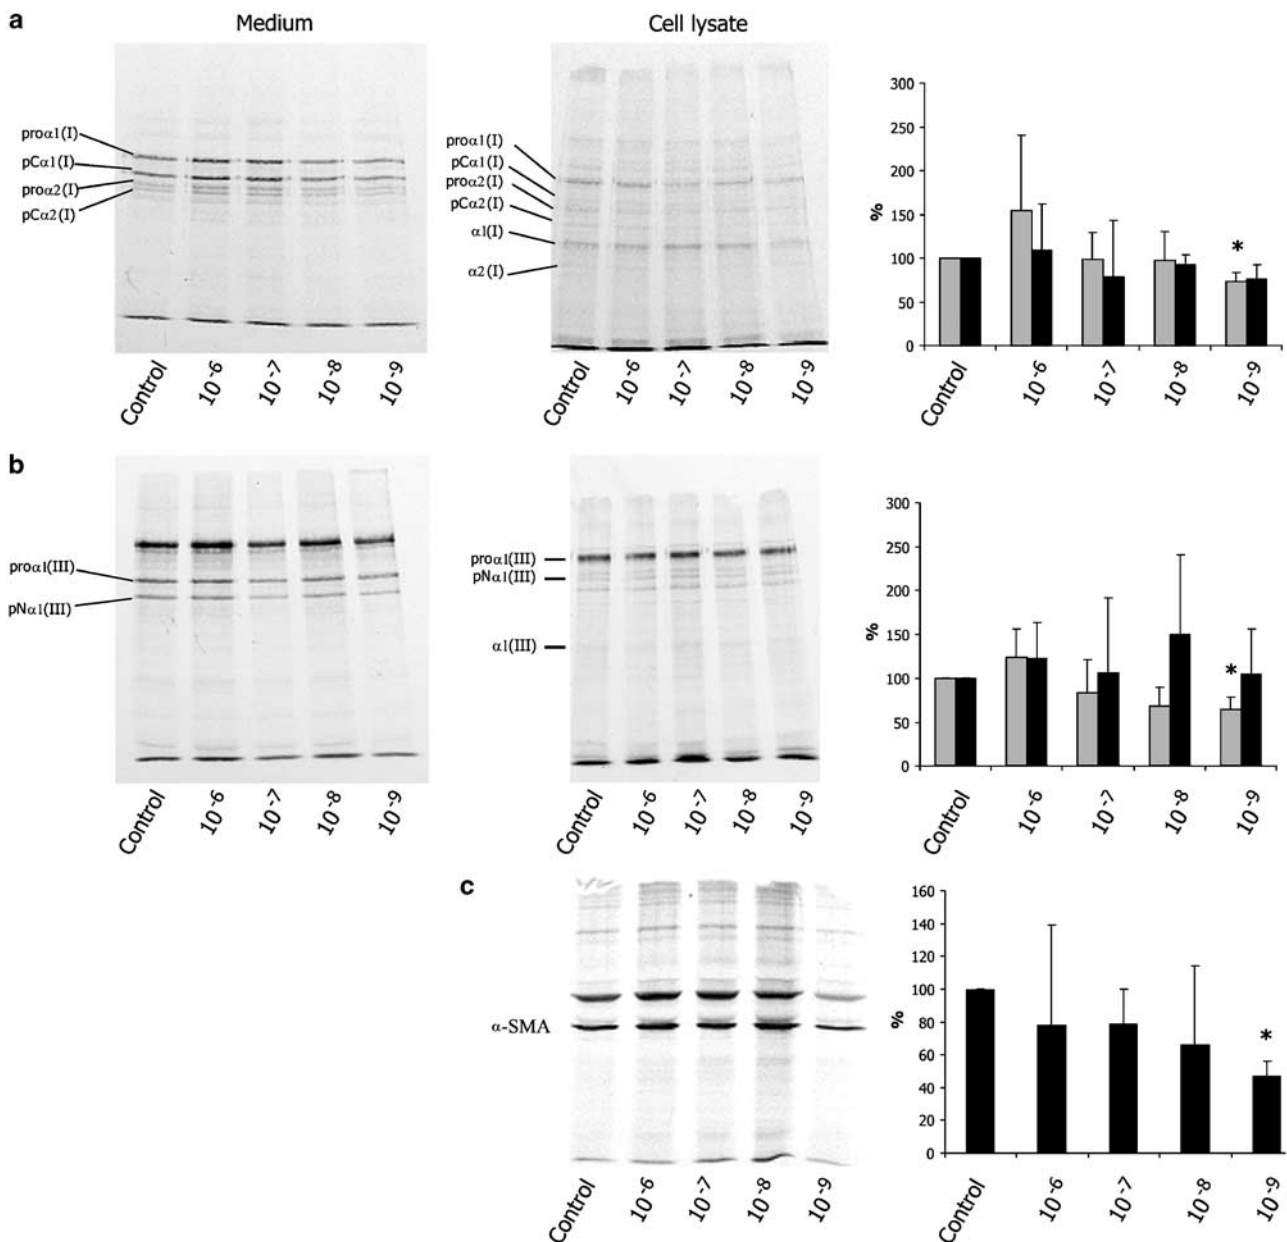 a
Medium
Cell lysate
proα1(I)
pCα1(I)
proα2(I)
pCα2(I)
Control
10-6
10-7
10-8
10-9
proα1(I)
pCα1(I)
proα2(I)
pCα2(I)
α1(I)
α2(I)
Control
10-6
10-7
10-8
10-9
300
250
200
150
100
50
0
%
*
Control
10-6
10-7
10-8
10-9
b
proα1(III)
pNα1(III)
Control
10-6
10-7
10-8
10-9
proα1(III)
pNα1(III)
α1(III)
Control
10-6
10-7
10-8
10-9
300
250
200
150
100
50
0
%
*
Control
10-6
10-7
10-8
10-9
c
α-SMA
Control
10-6
10-7
10-8
10-9
160
140
120
100
80
60
40
20
0
%
*
Control
10-6
10-7
10-8
10-9